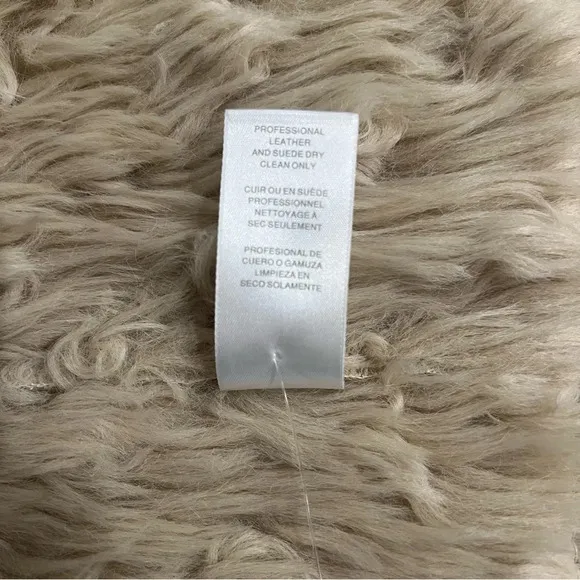 PROFESSIONAL
LEATHER
AND SUEDE DRY
CLEAN ONLY
CUIR OU EN SUÈDE
PROFESSIONNEL
NETTOYAGE À
SEC SEULEMENT
PROFESIONAL DE
CUERO O GAMUZA
LIMPIEZA EN
SECO SOLAMENTE